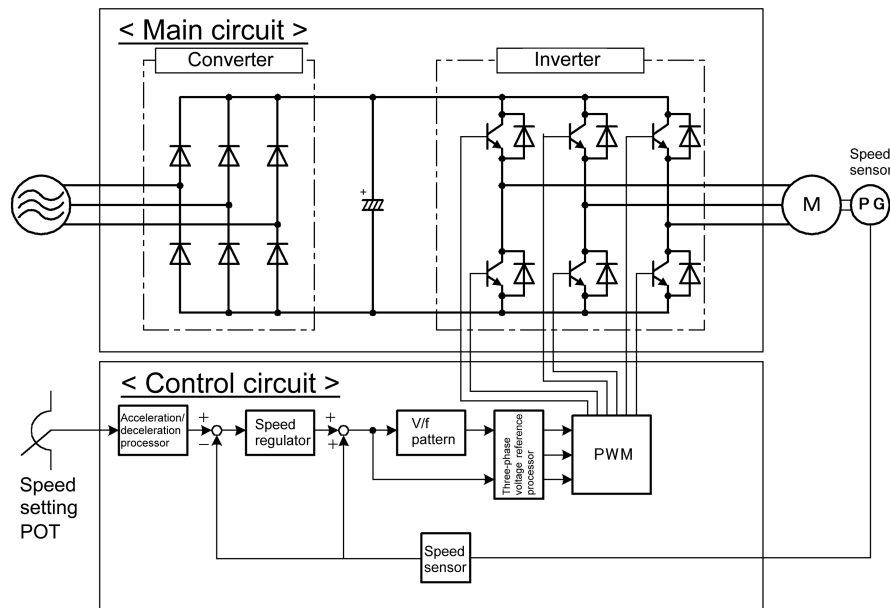 < Main circuit >
Converter
Inverter
+
Speed
sensor
M
PG
< Control circuit >
Acceleration/
deceleration
processor
+
−
Speed
regulator
+
+
V/f
pattern
Three-phase
voltage reference
processor
PWM
Speed
setting
POT
Speed
sensor